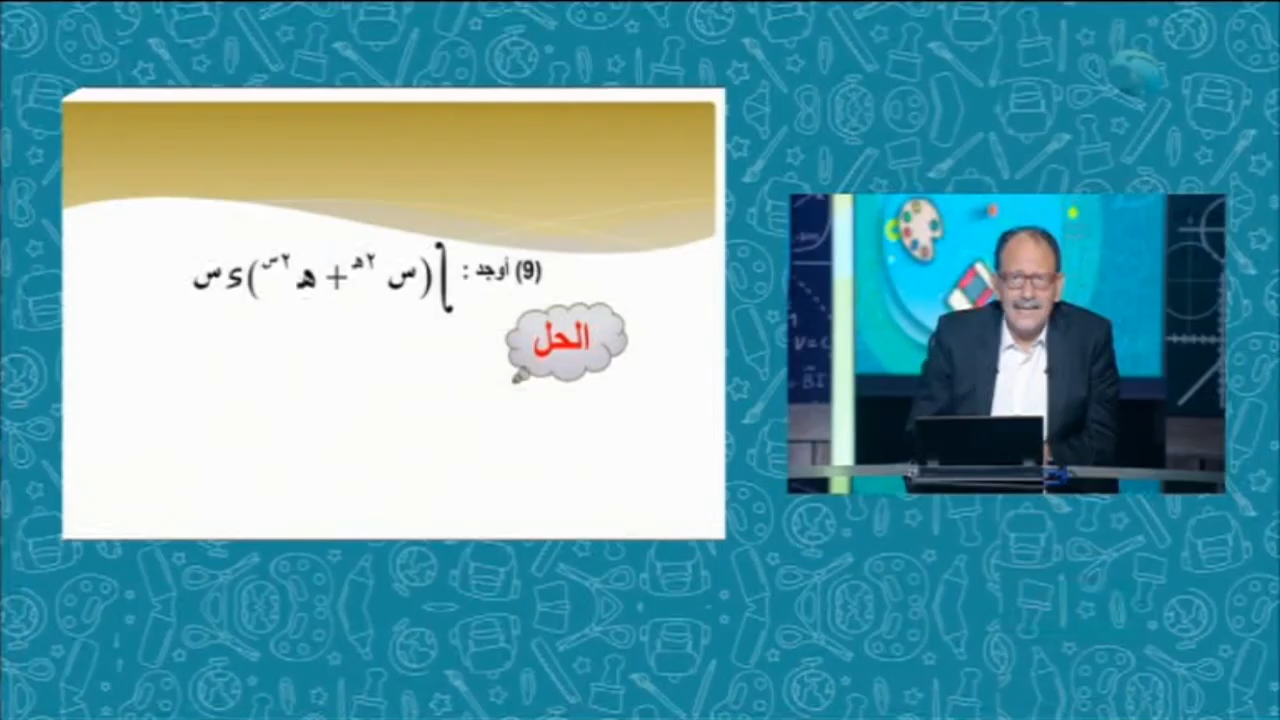 (9) أوجد : ∫(س^٢هـ + هـ^٢س)ءس
الحل
V=